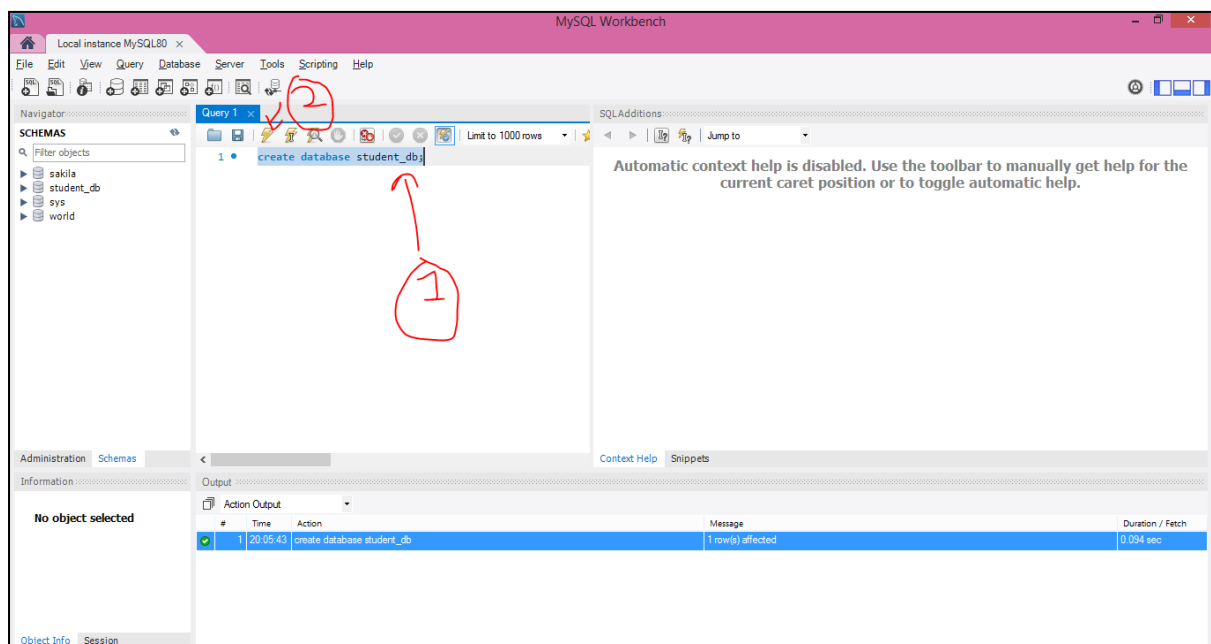 MySQL Workbench
Local instance MySQL80
File Edit View Query Database Server Tools Scripting Help
Navigator
SCHEMAS
Filter objects
sakila
student_db
sys
world
Administration Schemas
Information
No object selected
Object Info Session
Query 1
2
Limit to 1000 rows
1 create database student_db;
1
SQLAdditions
Jump to
Automatic context help is disabled. Use the toolbar to manually get help for the
current caret position or to toggle automatic help.
Context Help Snippets
Output
Action Output
# Time Action Message Duration / Fetch
1 20:05:43 create database student_db 1 row(s) affected 0.094 sec